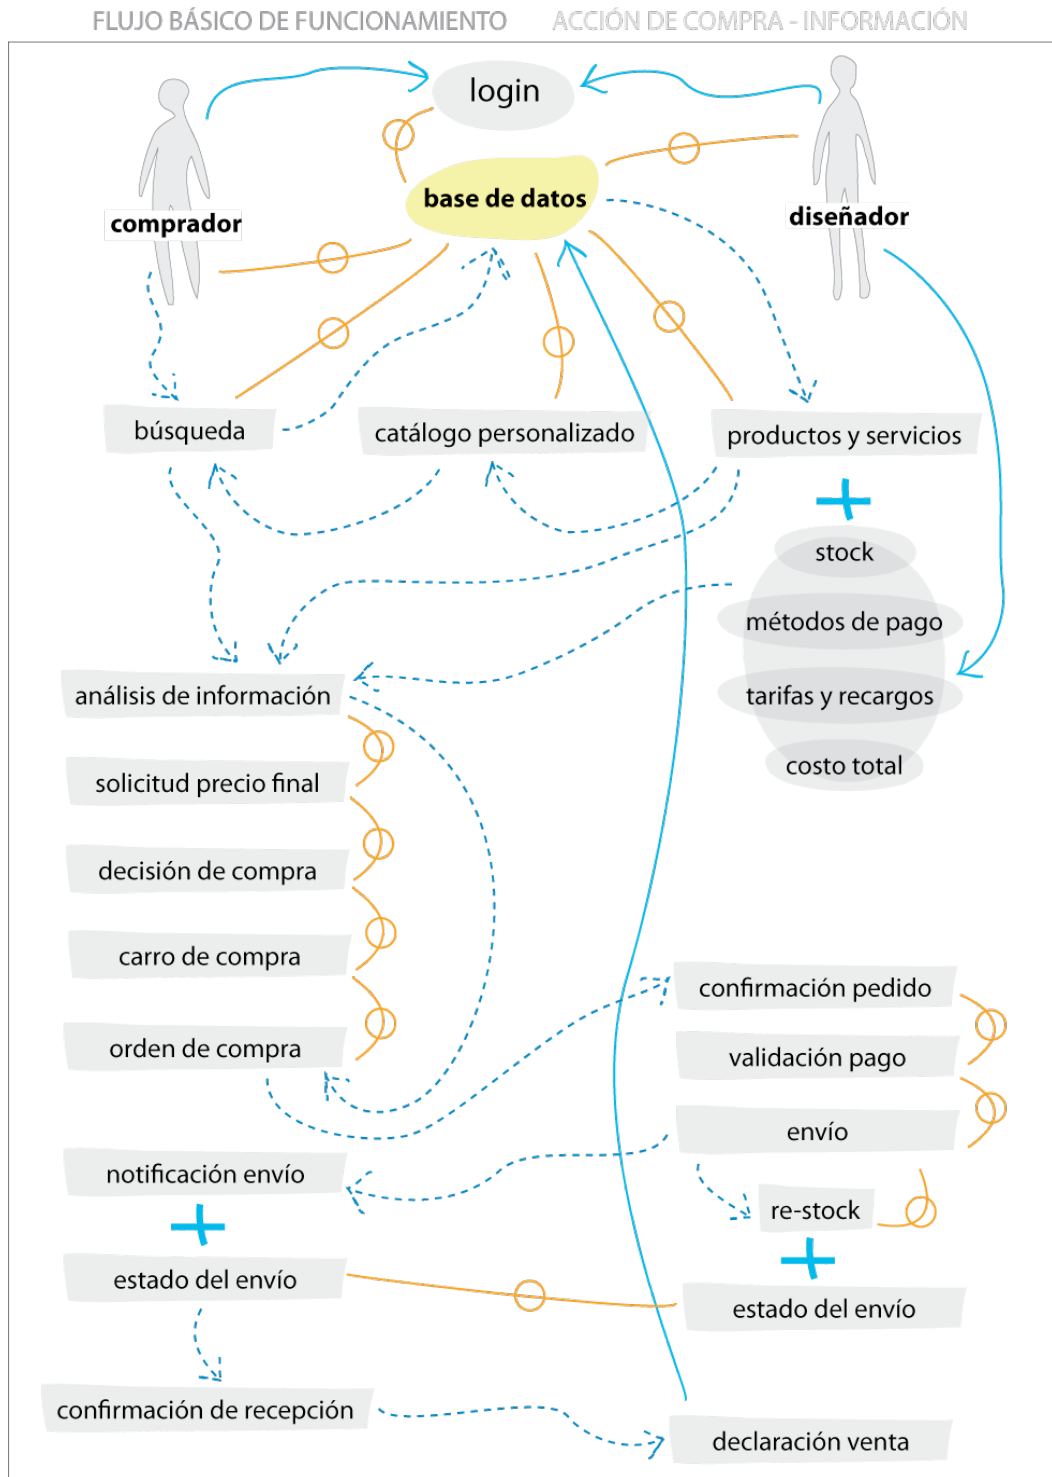 FLUJO BÁSICO DE FUNCIONAMIENTO ACCIÓN DE COMPRA - INFORMACIÓN
login
base de datos
comprador
diseñador
búsqueda
catálogo personalizado
productos y servicios
stock
métodos de pago
tarifas y recargos
costo total
análisis de información
solicitud precio final
decisión de compra
carro de compra
orden de compra
confirmación pedido
validación pago
envío
notificación envío
re-stock
estado del envío
estado del envío
confirmación de recepción
declaración venta